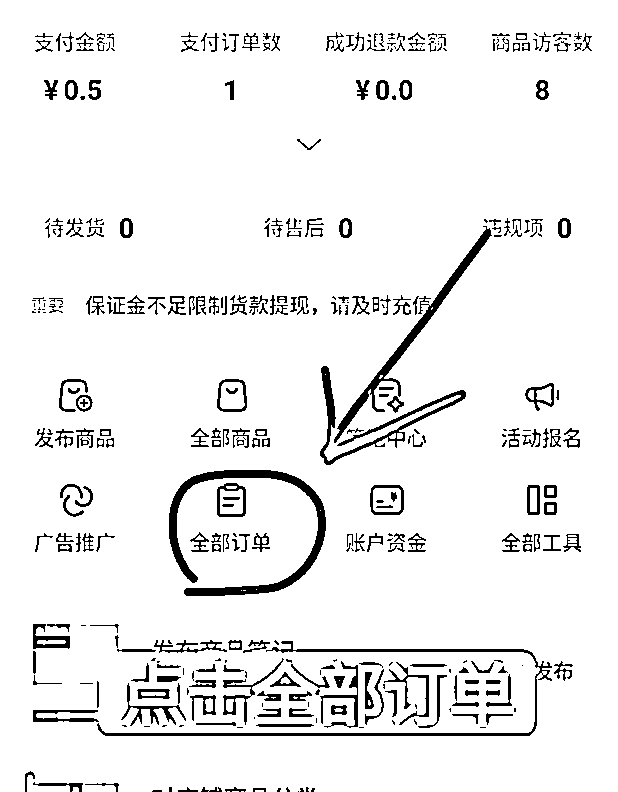 支付金额 支付订单数 成功退款金额 商品访客数
¥0.5 1 ¥0.0 8
待发货 0 待售后 0 违规项 0
重要 保证金不足限制货款提现，请及时充值
发布商品 全部商品 笔记中心 活动报名
广告推广 全部订单 账户资金 全部工具
发布商品笔记
发布
点击全部订单